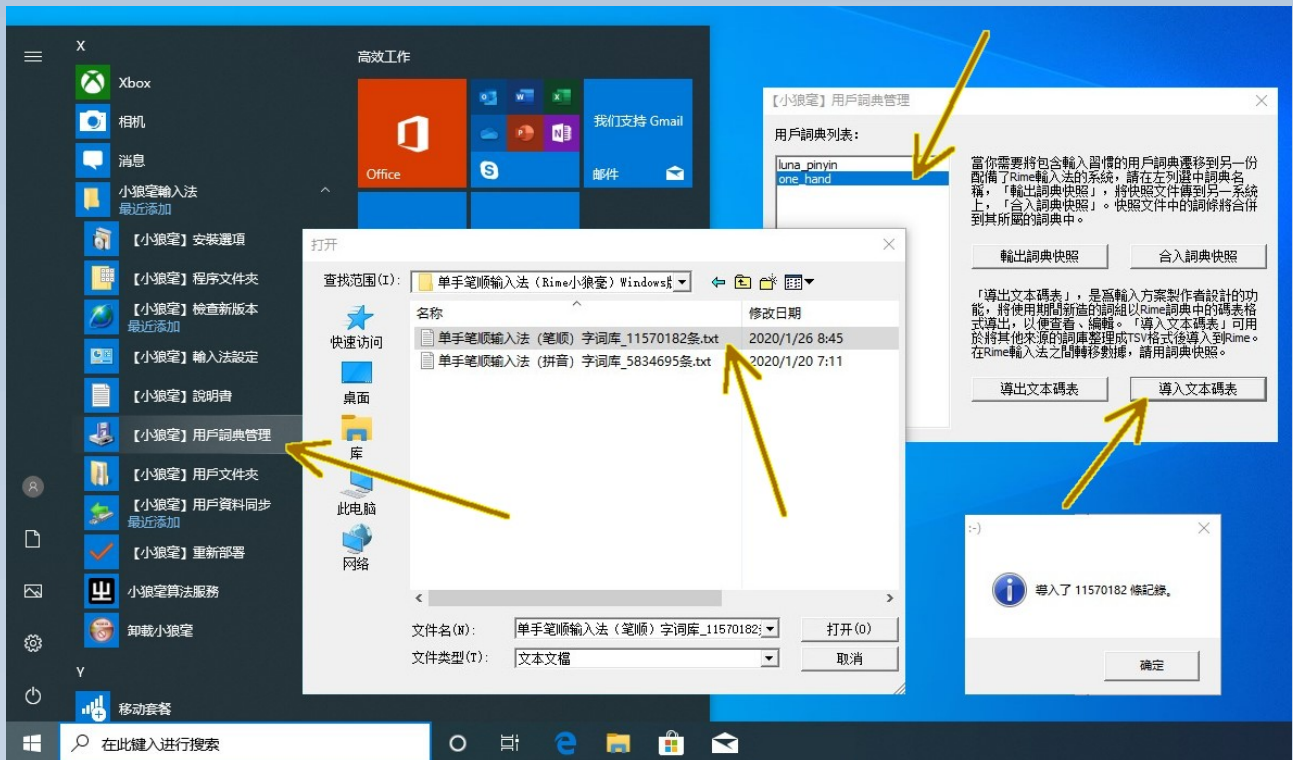 X
Xbox
相机
消息
小狼毫輸入法
最近添加
【小狼毫】安裝選項
【小狼毫】程序文件夾
【小狼毫】檢查新版本
最近添加
【小狼毫】輸入法設定
【小狼毫】說明書
【小狼毫】用戶詞典管理
【小狼毫】用戶文件夾
【小狼毫】用戶資料同步
最近添加
【小狼毫】重新部署
小狼毫算法服務
卸載小狼毫
Y
移动套餐
在此键入进行搜索
高效工作
Office
我们支持 Gmail
邮件
打开
查找范围(I):
单手笔顺输入法（Rime小狼毫）Windows
快速访问
桌面
库
此电脑
网络
名称
修改日期
单手笔顺输入法（笔顺）字词库_11570182条.txt
2020/1/26 8:45
单手笔顺输入法（拼音）字词库_5834695条.txt
2020/1/20 7:11
文件名(N):
单手笔顺输入法（笔顺）字词库_11570182
打开(O)
文件类型(T):
文本文檔
取消
【小狼毫】用戶詞典管理
用戶詞典列表：
luna_pinyin
one_hand
當你需要將包含輸入習慣的用戶詞典遷移到另一份
配備了Rime輸入法的系統，請在左列選中詞典名
稱，「輸出詞典快照」，將快照文件傳到另一系統
上，「合入詞典快照」。快照文件中的詞條將合併
到其所屬的詞典中。
輸出詞典快照
合入詞典快照
「導出文本碼表」，是爲輸入方案製作者設計的功
能，將使用期間新造的詞組以Rime詞典中的碼表格
式導出，以便查看、編輯。「導入文本碼表」可用
於將其他來源的詞庫整理成TSV格式後導入到Rime。
在Rime輸入法之間轉移數據，請用詞典快照。
導出文本碼表
導入文本碼表
:-)
導入了 11570182 條記錄。
确定